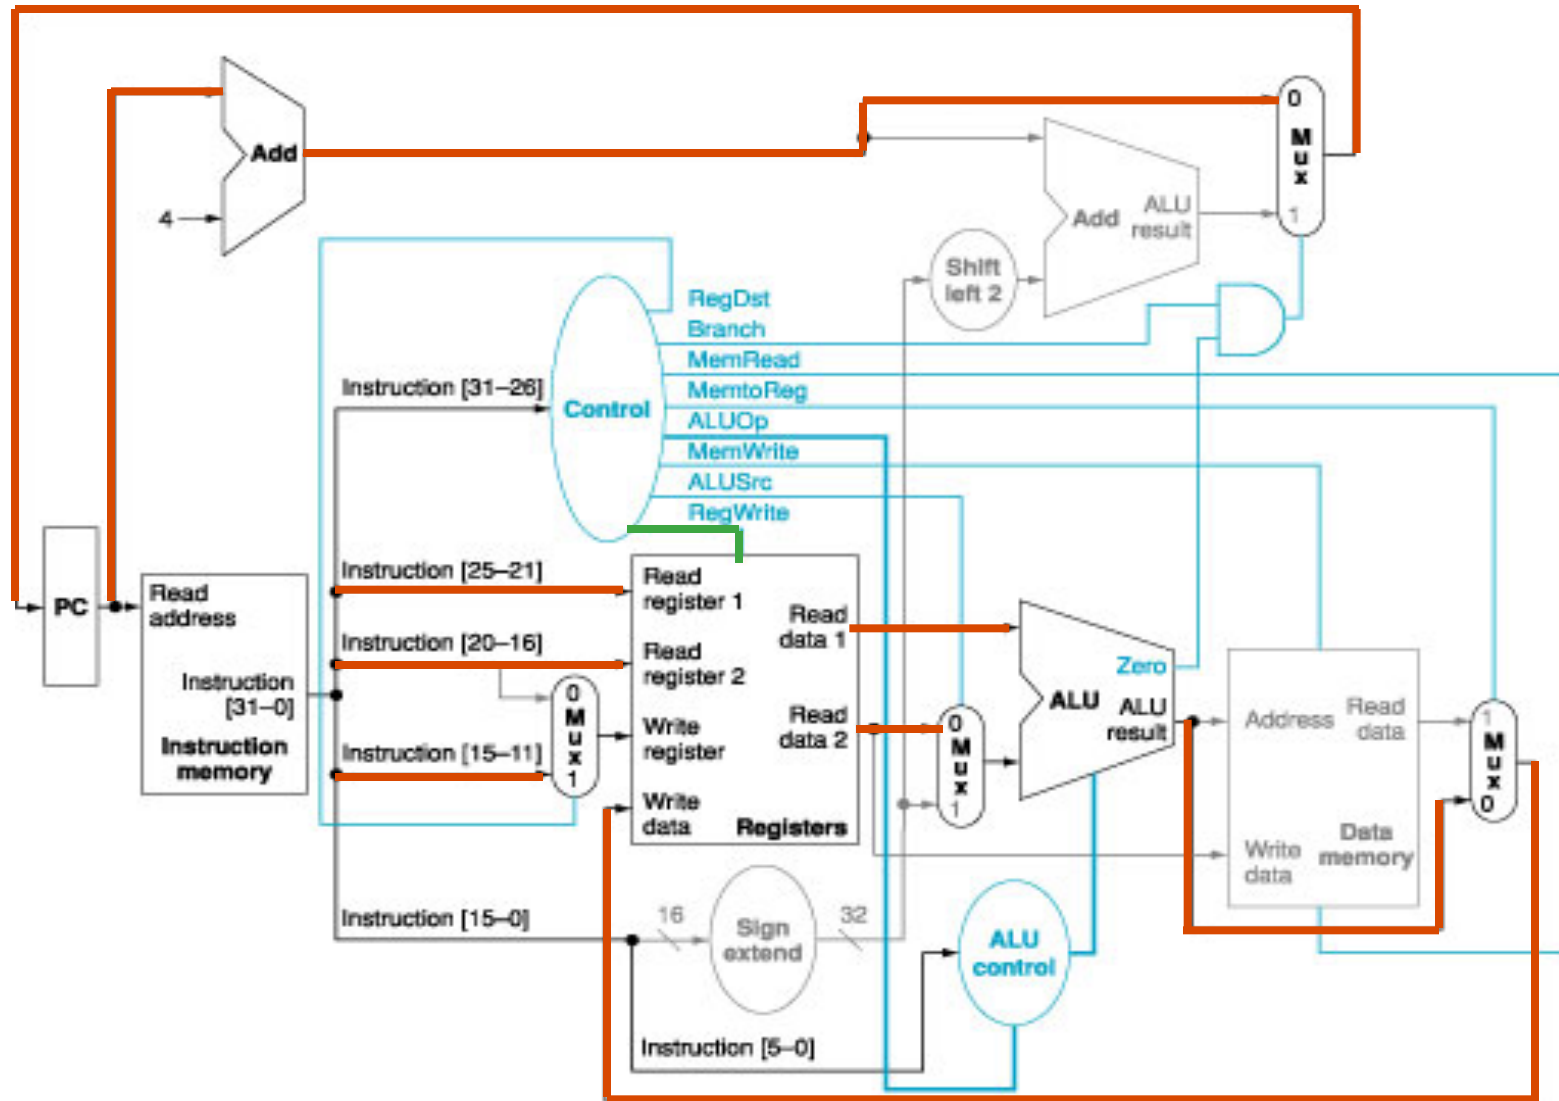 0
M
u
x
1
Add
4
Add
ALU
result
Shift
left 2
RegDst
Branch
MemRead
MemtoReg
ALUOp
MemWrite
ALUSrc
RegWrite
Instruction [31–26]
Control
PC
Read
address
Instruction
[31–0]
Instruction
memory
Instruction [25–21]
Instruction [20–16]
Instruction [15–11]
0
M
u
x
1
Read
register 1
Read
register 2
Write
register
Write
data
Read
data 1
Read
data 2
Registers
0
M
u
x
1
Zero
ALU
ALU
result
Address
Read
data
Write
data
Data
memory
1
M
u
x
0
Instruction [15–0]
16
Sign
extend
32
ALU
control
Instruction [5–0]